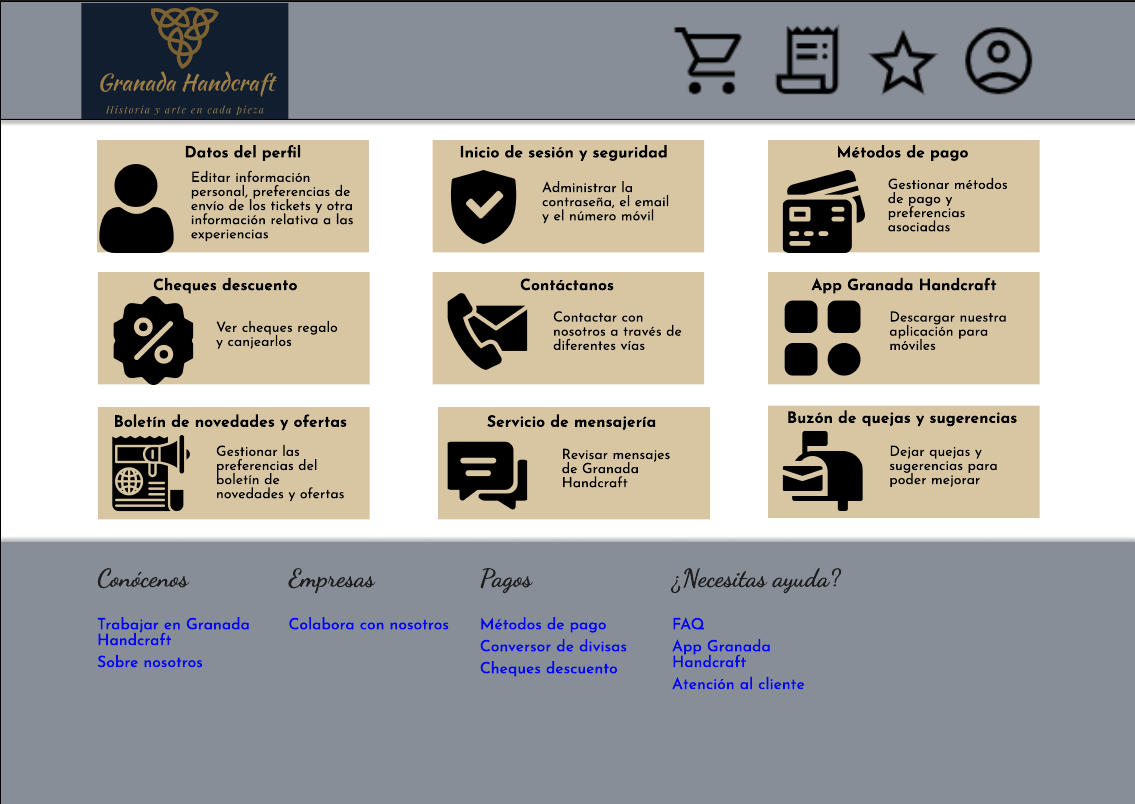 Granada Handcraft
Historia y arte en cada pieza
Datos del perfil
Editar información
personal, preferencias de
envío de los tickets y otra
información relativa a las
experiencias
Inicio de sesión y seguridad
Administrar la
contraseña, el email
y el número móvil
Métodos de pago
Gestionar métodos
de pago y
preferencias
asociadas
Cheques descuento
Ver cheques regalo
y canjearlos
Contáctanos
Contactar con
nosotros a través de
diferentes vías
App Granada Handcraft
Descargar nuestra
aplicación para
móviles
Boletín de novedades y ofertas
Gestionar las
preferencias del
boletín de
novedades y ofertas
Servicio de mensajería
Revisar mensajes
de Granada
Handcraft
Buzón de quejas y sugerencias
Dejar quejas y
sugerencias para
poder mejorar
Conócenos
Trabajar en Granada
Handcraft
Sobre nosotros
Empresas
Colabora con nosotros
Pagos
Métodos de pago
Conversor de divisas
Cheques descuento
¿Necesitas ayuda?
FAQ
App Granada
Handcraft
Atención al cliente